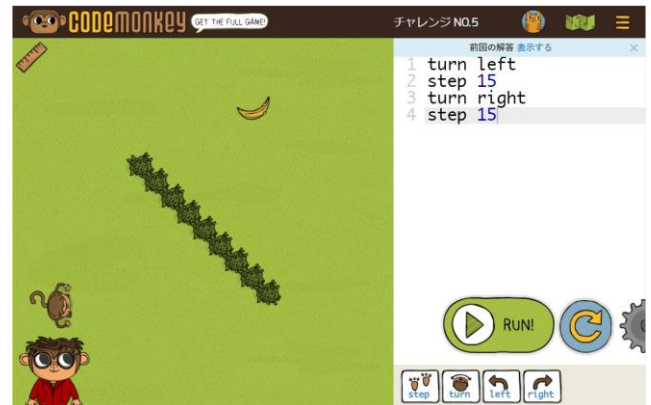 CODEMONKEY GET THE FULL GAME!
チャレンジ NO.5
前回の解答 表示する ×
1 turn left
2 step 15
3 turn right
4 step 15
RUN!
step turn left right